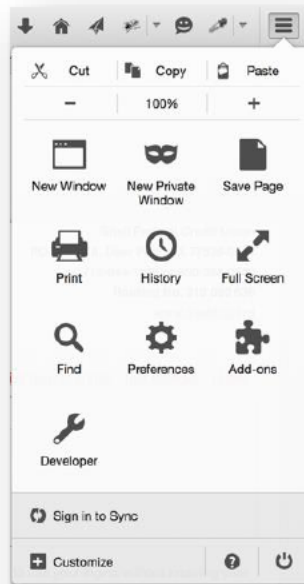 Cut Copy Paste
− 100% +
New Window New Private Window Save Page
Print History Full Screen
Find Preferences Add-ons
Developer
Sign in to Sync
Customize ?